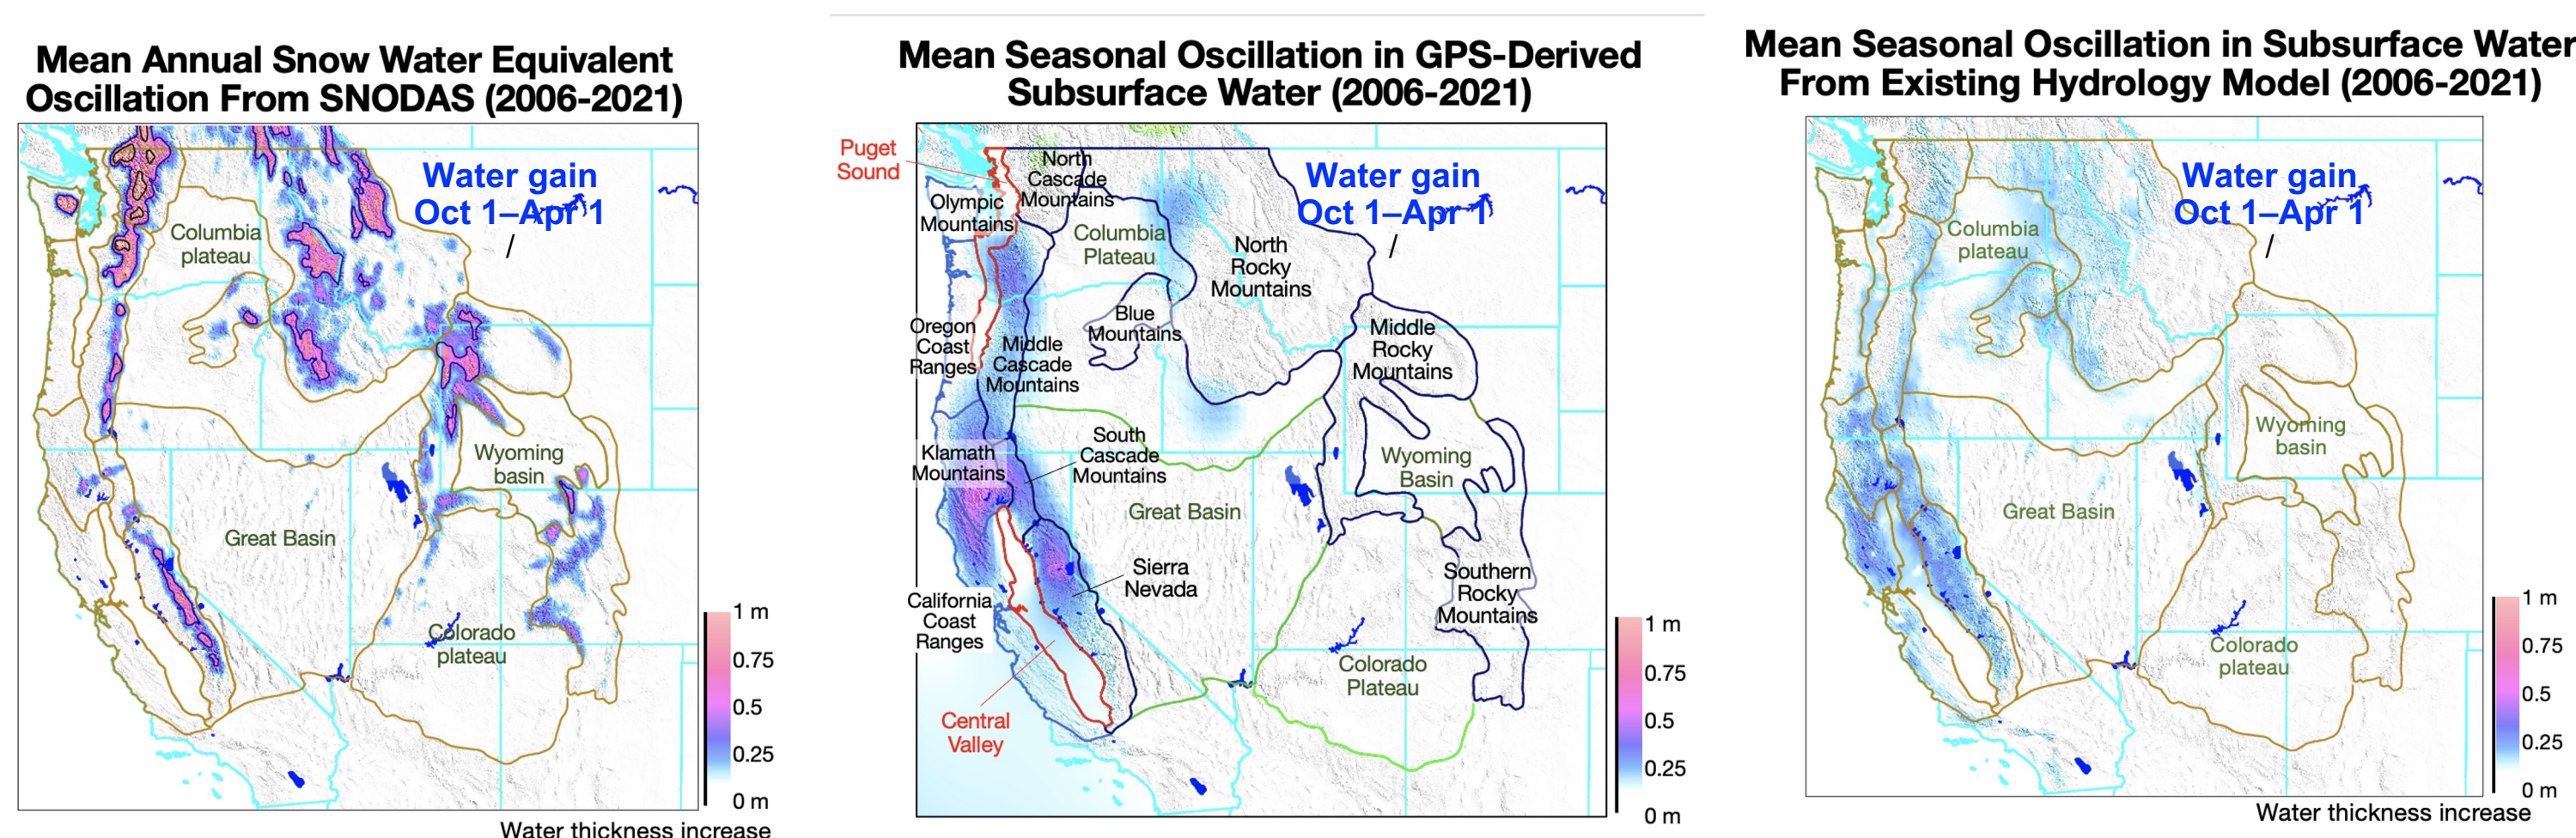 Mean Annual Snow Water Equivalent
Oscillation From SNODAS (2006-2021)
Water gain
Oct 1–Apr 1
/
Columbia
plateau
Wyoming
basin
Great Basin
Colorado
plateau
1 m
0.75
0.5
0.25
0 m
Water thickness increase
Mean Seasonal Oscillation in GPS-Derived
Subsurface Water (2006-2021)
Puget
Sound
North
Cascade
Mountains
Water gain
Oct 1–Apr 1
/
Olympic
Mountains
Columbia
Plateau
North
Rocky
Mountains
Oregon
Coast
Ranges
Blue
Mountains
Middle
Cascade
Mountains
Middle
Rocky
Mountains
Klamath
Mountains
South
Cascade
Mountains
Wyoming
Basin
Great Basin
Sierra
Nevada
Southern
Rocky
Mountains
California
Coast
Ranges
Colorado
Plateau
Central
Valley
1 m
0.75
0.5
0.25
0 m
Mean Seasonal Oscillation in Subsurface Water
From Existing Hydrology Model (2006-2021)
Water gain
Oct 1–Apr 1
/
Columbia
plateau
Wyoming
basin
Great Basin
Colorado
plateau
1 m
0.75
0.5
0.25
0 m
Water thickness increase